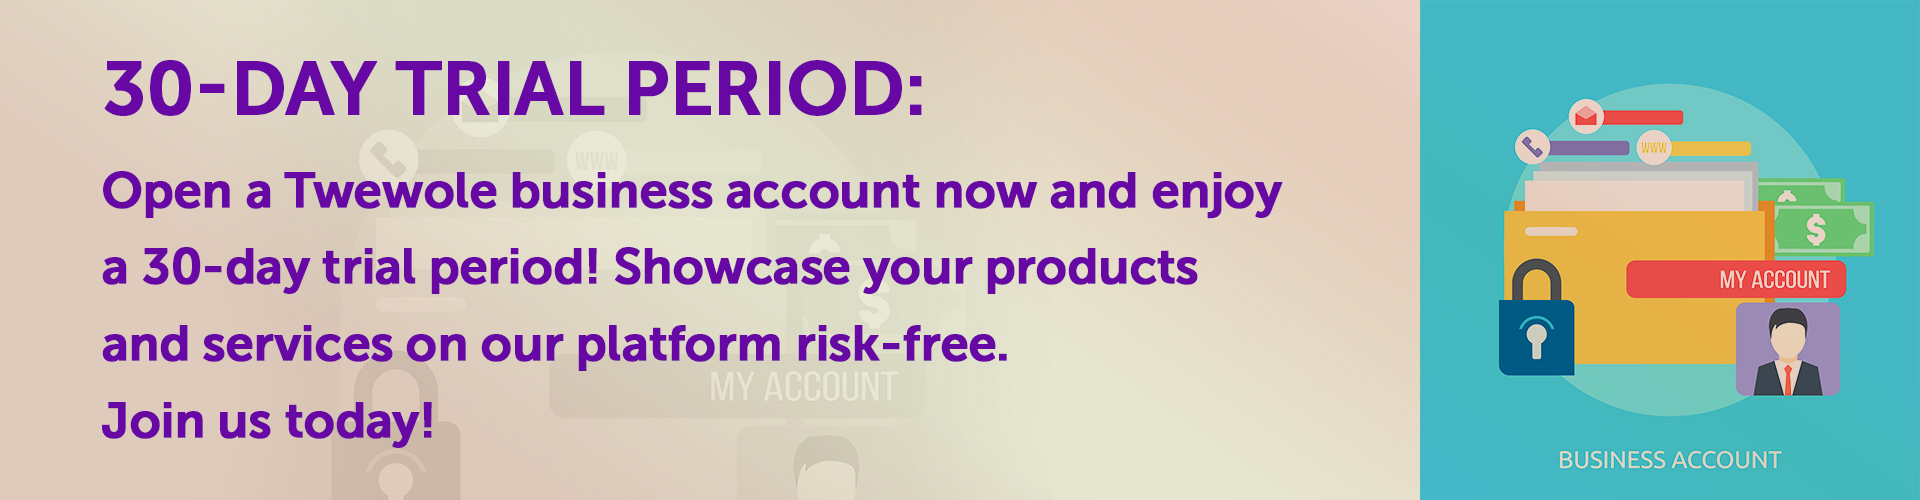 30-DAY TRIAL PERIOD:
Open a Twewole business account now and enjoy
a 30-day trial period! Showcase your products
and services on our platform risk-free.
Join us today!
WWW
MY ACCOUNT
WWW
$
$
MY ACCOUNT
BUSINESS ACCOUNT